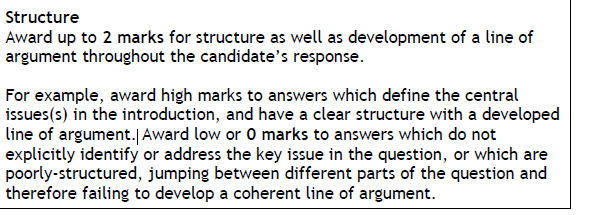 Structure
Award up to 2 marks for structure as well as development of a line of
argument throughout the candidate's response.
For example, award high marks to answers which define the central
issues(s) in the introduction, and have a clear structure with a developed
line of argument. Award low or 0 marks to answers which do not
explicitly identify or address the key issue in the question, or which are
poorly-structured, jumping between different parts of the question and
therefore failing to develop a coherent line of argument.